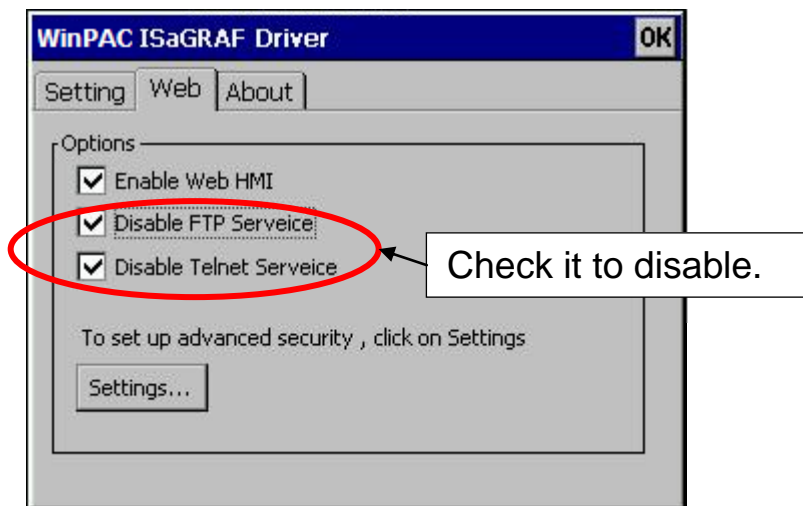 WinPAC ISaGRAF Driver OK
Setting Web About
Options
Enable Web HMI
Disable FTP Serveice
Disable Telnet Serveice
Check it to disable.
To set up advanced security , click on Settings
Settings...